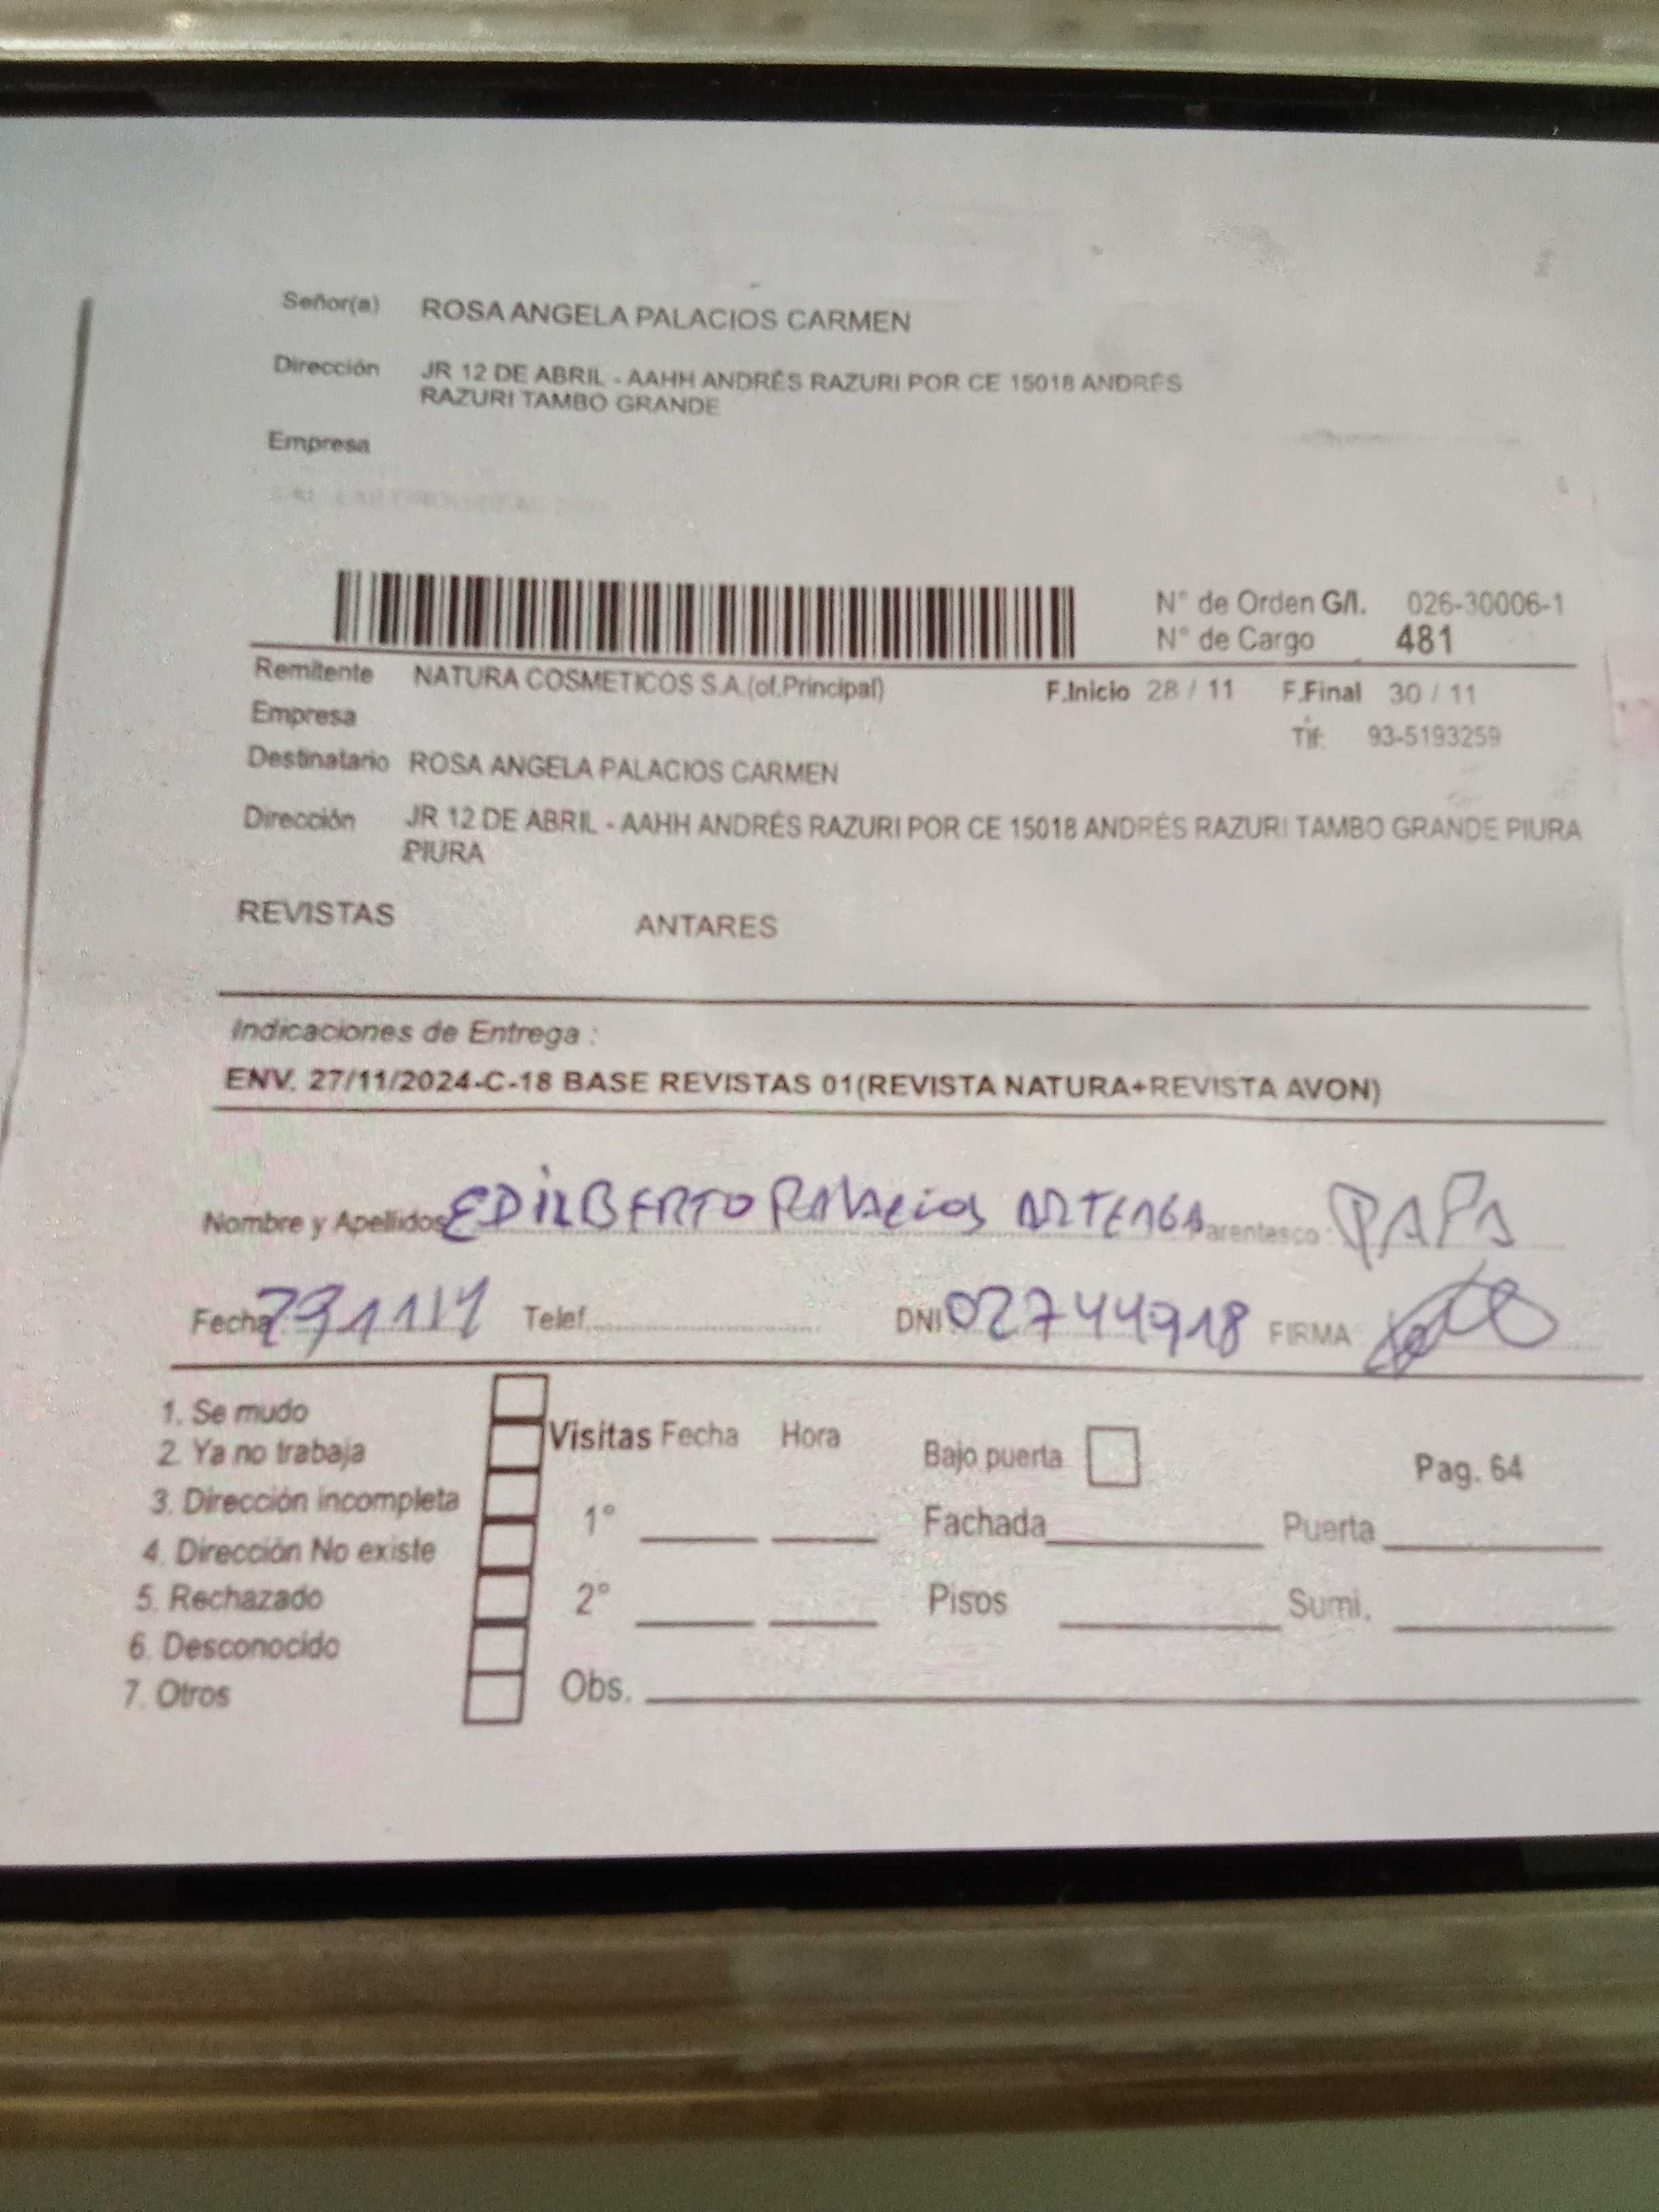 Señor(a) ROSA ANGELA PALACIOS CARMEN
Dirección JR 12 DE ABRIL - AAHH ANDRÉS RAZURI POR CE 15018 ANDRÉS
RAZURI TAMBO GRANDE
Empresa
N° de Orden G/I. 026-30006-1
N° de Cargo 481
Remitente NATURA COSMETICOS S.A.(of.Principal) F.Inicio 28 / 11 F.Final 30 / 11
Empresa
Tlf: 93-5193259
Destinatario ROSA ANGELA PALACIOS CARMEN
Dirección JR 12 DE ABRIL - AAHH ANDRÉS RAZURI POR CE 15018 ANDRÉS RAZURI TAMBO GRANDE PIURA
PIURA
REVISTAS ANTARES
Indicaciones de Entrega :
ENV. 27/11/2024-C-18 BASE REVISTAS 01(REVISTA NATURA+REVISTA AVON)
Nombre y Apellidos EDILBERTO PALACIOS Parentesco PAPA
Fecha Telef. DNI 02744918 FIRMA
1. Se mudo
2. Ya no trabaja
3. Dirección incompleta
4. Dirección No existe
5. Rechazado
6. Desconocido
7. Otros
Visitas Fecha Hora
1°
2°
Obs.
Bajo puerta Pag. 64
Fachada Puerta
Pisos Sumi.